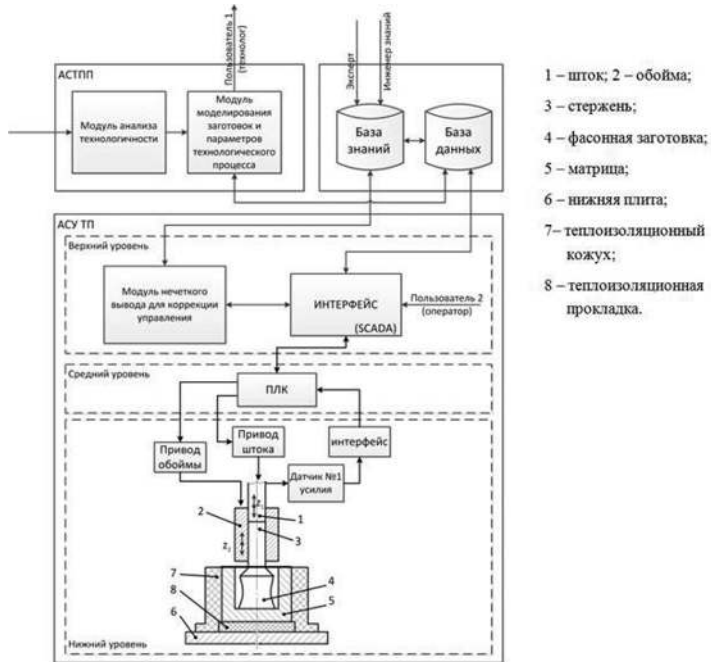 Пользователь 1
(технолог)
АСТПП
Модуль анализа
технологичности
Модуль
моделирования
заготовок и
параметров
технологического
процесса
Эксперт
Инженер знаний
База
знаний
База
данных
АСУ ТП
Верхний уровень
Модуль нечеткого
вывода для коррекции
управления
ИНТЕРФЕЙС
(SCADA)
Пользователь 2
(оператор)
Средний уровень
ПЛК
Привод
обоймы
Привод
штока
Датчик №1
усилия
интерфейс
z₁
2
1
3
z₂
7
4
8
5
6
Нижний уровень
1 – шток; 2 – обойма;
3 – стержень;
4 – фасонная заготовка;
5 – матрица;
6 – нижняя плита;
7– теплоизоляционный
кожух;
8 – теплоизоляционная
прокладка.